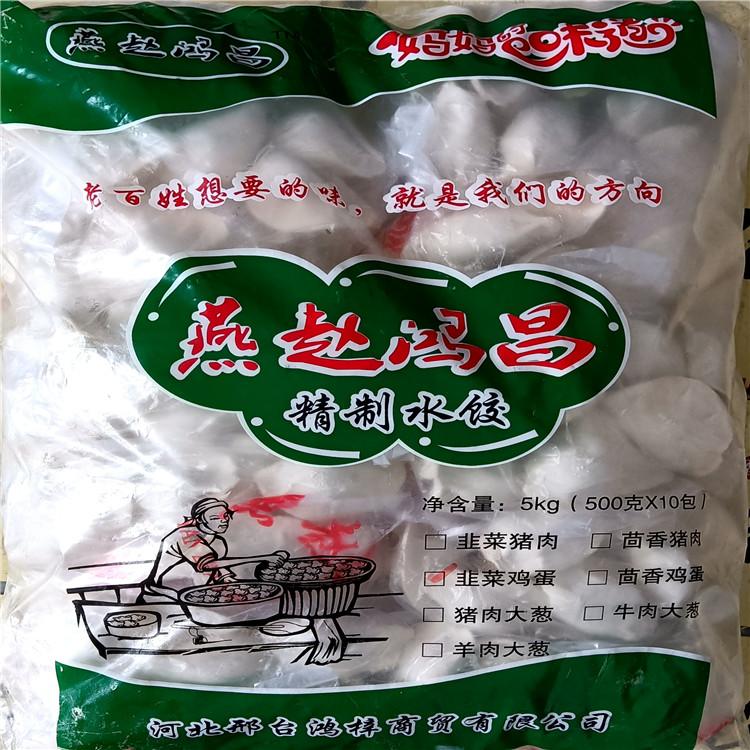 燕赵鸿昌 TM
妈妈的味道
老百姓想要的味，就是我们的方向
燕赵鸿昌
精制水饺
净含量：5kg（500克X10包）
□ 韭菜猪肉 □ 茴香猪肉
□ 韭菜鸡蛋 □ 茴香鸡蛋
□ 猪肉大葱 □ 牛肉大葱
□ 羊肉大葱
河北邢台鸿梓商贸有限公司